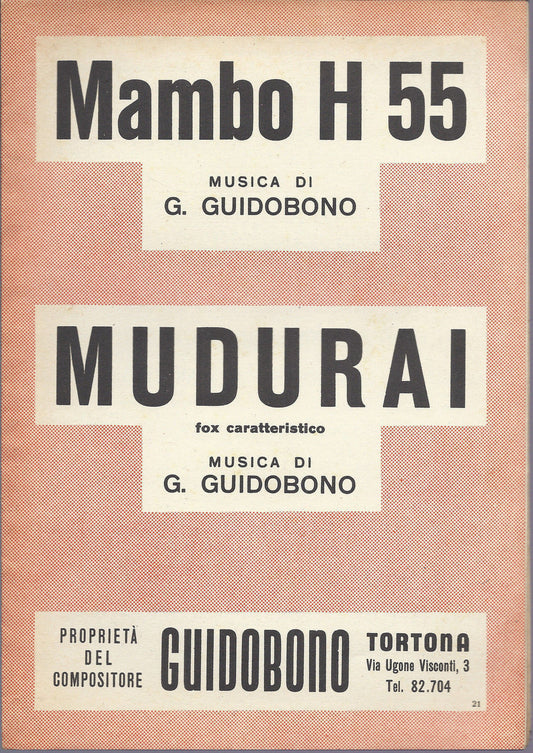 Mambo H 55
MUSICA DI
G. GUIDOBONO
MUDURAI
fox caratteristico
MUSICA DI
G. GUIDOBONO
PROPRIETÀ
DEL
COMPOSITORE
GUIDOBONO
TORTONA
Via Ugone Visconti, 3
Tel. 82.704
21